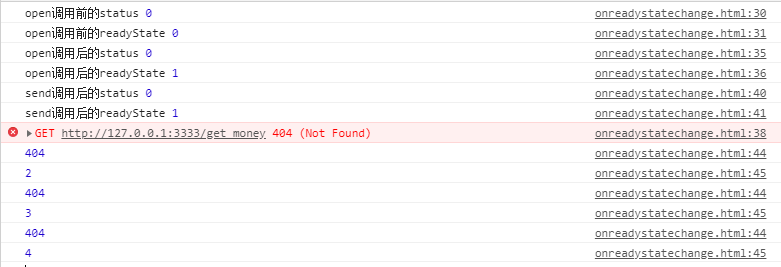 open调用前的status 0 onreadystatechange.html:30
open调用前的readyState 0 onreadystatechange.html:31
open调用后的status 0 onreadystatechange.html:35
open调用后的readyState 1 onreadystatechange.html:36
send调用后的status 0 onreadystatechange.html:40
send调用后的readyState 1 onreadystatechange.html:41
GET http://127.0.0.1:3333/get_money 404 (Not Found) onreadystatechange.html:38
404 onreadystatechange.html:44
2 onreadystatechange.html:45
404 onreadystatechange.html:44
3 onreadystatechange.html:45
404 onreadystatechange.html:44
4 onreadystatechange.html:45